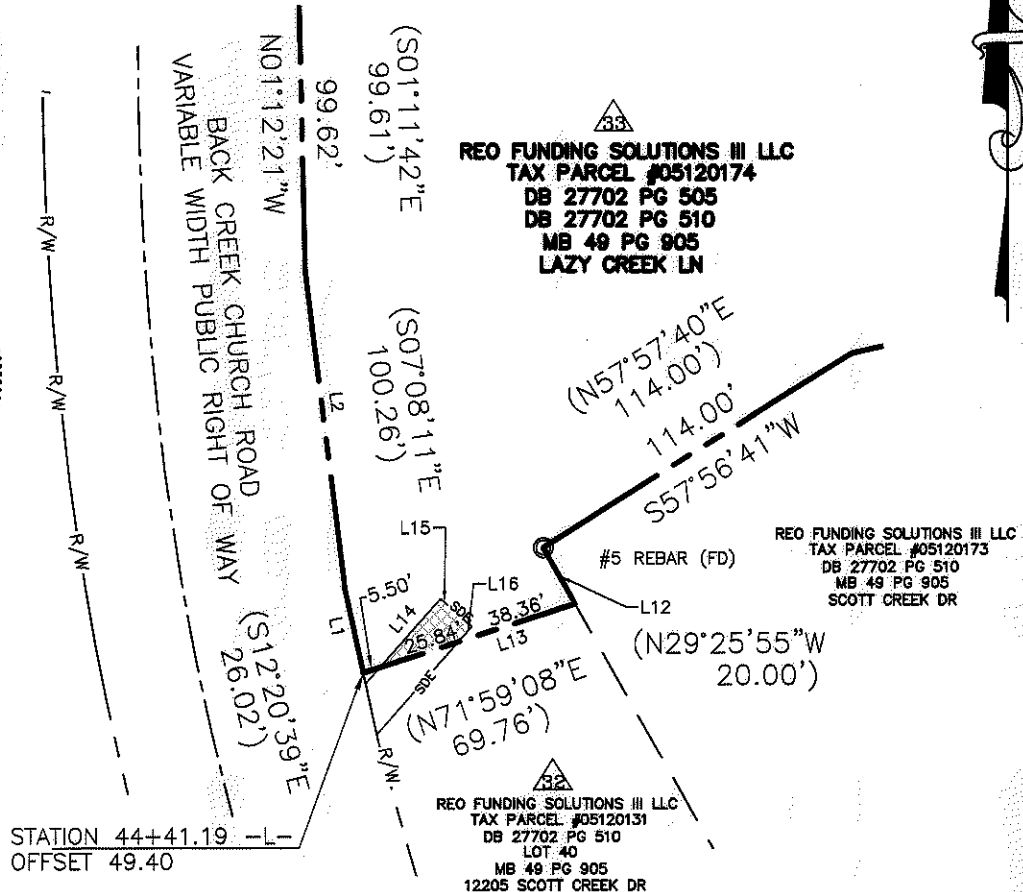 (S01°11'42"E
99.61')
99.62'
N01°12'21"W
BACK CREEK CHURCH ROAD
VARIABLE WIDTH PUBLIC RIGHT OF WAY
R/W
R/W
R/W
33
REO FUNDING SOLUTIONS III LLC
TAX PARCEL #05120174
DB 27702 PG 505
DB 27702 PG 510
MB 49 PG 905
LAZY CREEK LN
(S07°08'11"E
100.26')
L2
(N57°57'40"E
114.00')
114.00'
S57°56'41"W
L15
5.50'
L14
SDE
L16
#5 REBAR (FD)
REO FUNDING SOLUTIONS III LLC
TAX PARCEL #05120173
DB 27702 PG 510
MB 49 PG 905
SCOTT CREEK DR
L1
25.84'
38.36'
L13
L12
(N29°25'55"W
20.00')
(S12°20'39"E
26.02')
SDE
(N71°59'08"E
69.76')
R/W
32
REO FUNDING SOLUTIONS III LLC
TAX PARCEL #05120131
DB 27702 PG 510
LOT 40
MB 49 PG 905
12205 SCOTT CREEK DR
STATION 44+41.19 -L-
OFFSET 49.40